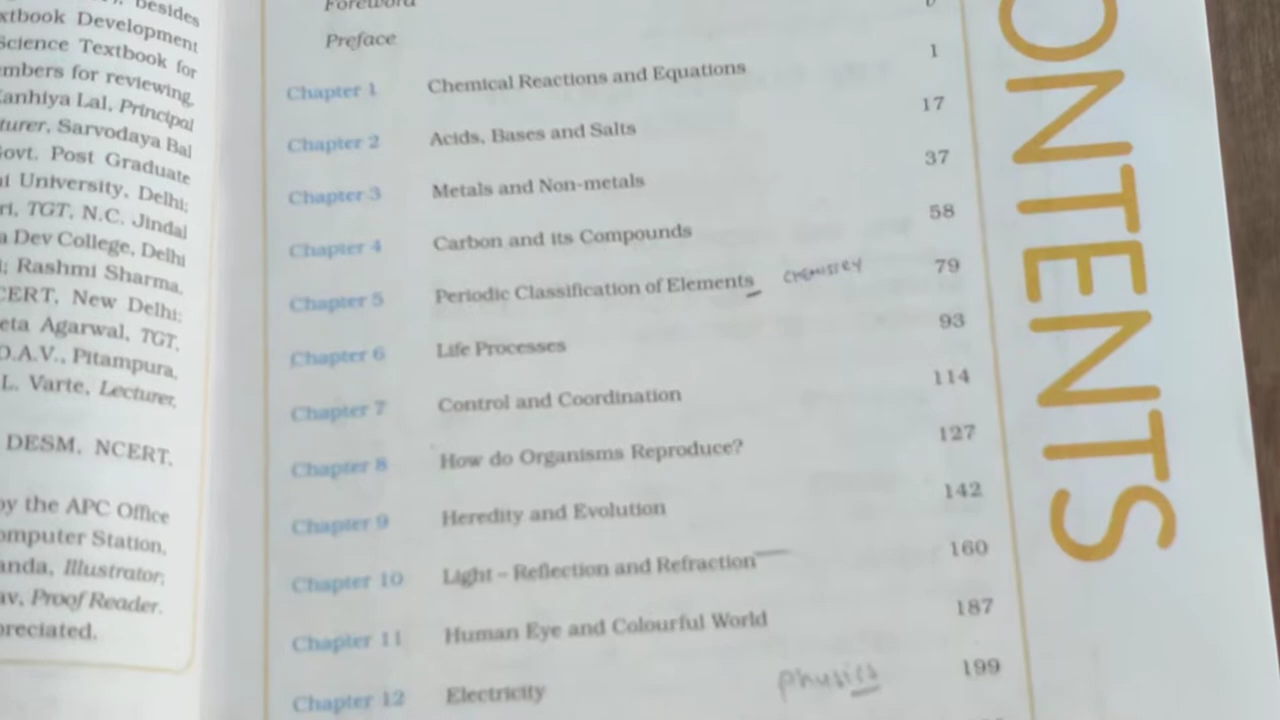 besides
xtbook Development
Science Textbook for
mbers for reviewing,
Kanhiya Lal, Principal
turer, Sarvodaya Bal
Govt. Post Graduate
University, Delhi;
ri, TGT, N.C. Jindal
a Dev College, Delhi
Rashmi Sharma,
CERT, New Delhi;
eta Agarwal, TGT,
D.A.V., Pitampura,
L. Varte, Lecturer,
DESM, NCERT.
by the APC Office
omputer Station,
anda, Illustrator;
av, Proof Reader.
preciated.
Foreword
Preface
Chapter 1 Chemical Reactions and Equations 1
Chapter 2 Acids, Bases and Salts 17
Chapter 3 Metals and Non-metals 37
Chapter 4 Carbon and its Compounds 58
Chapter 5 Periodic Classification of Elements CHEMISTRY 79
Chapter 6 Life Processes 93
Chapter 7 Control and Coordination 114
Chapter 8 How do Organisms Reproduce? 127
Chapter 9 Heredity and Evolution 142
Chapter 10 Light – Reflection and Refraction 160
Chapter 11 Human Eye and Colourful World 187
Chapter 12 Electricity physics 199
ONTENTS